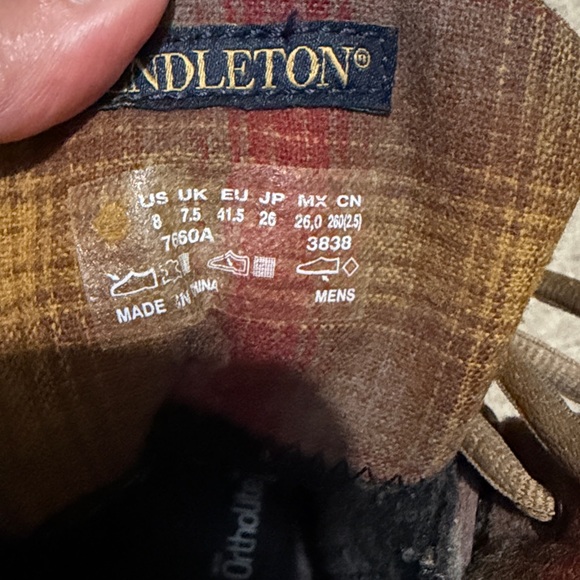 NDLETON®
US UK EU JP MX CN
8 7.5 41.5 26 26,0 260(2.5)
7660A 3838
MADE IN CHINA MENS
OrthoLite